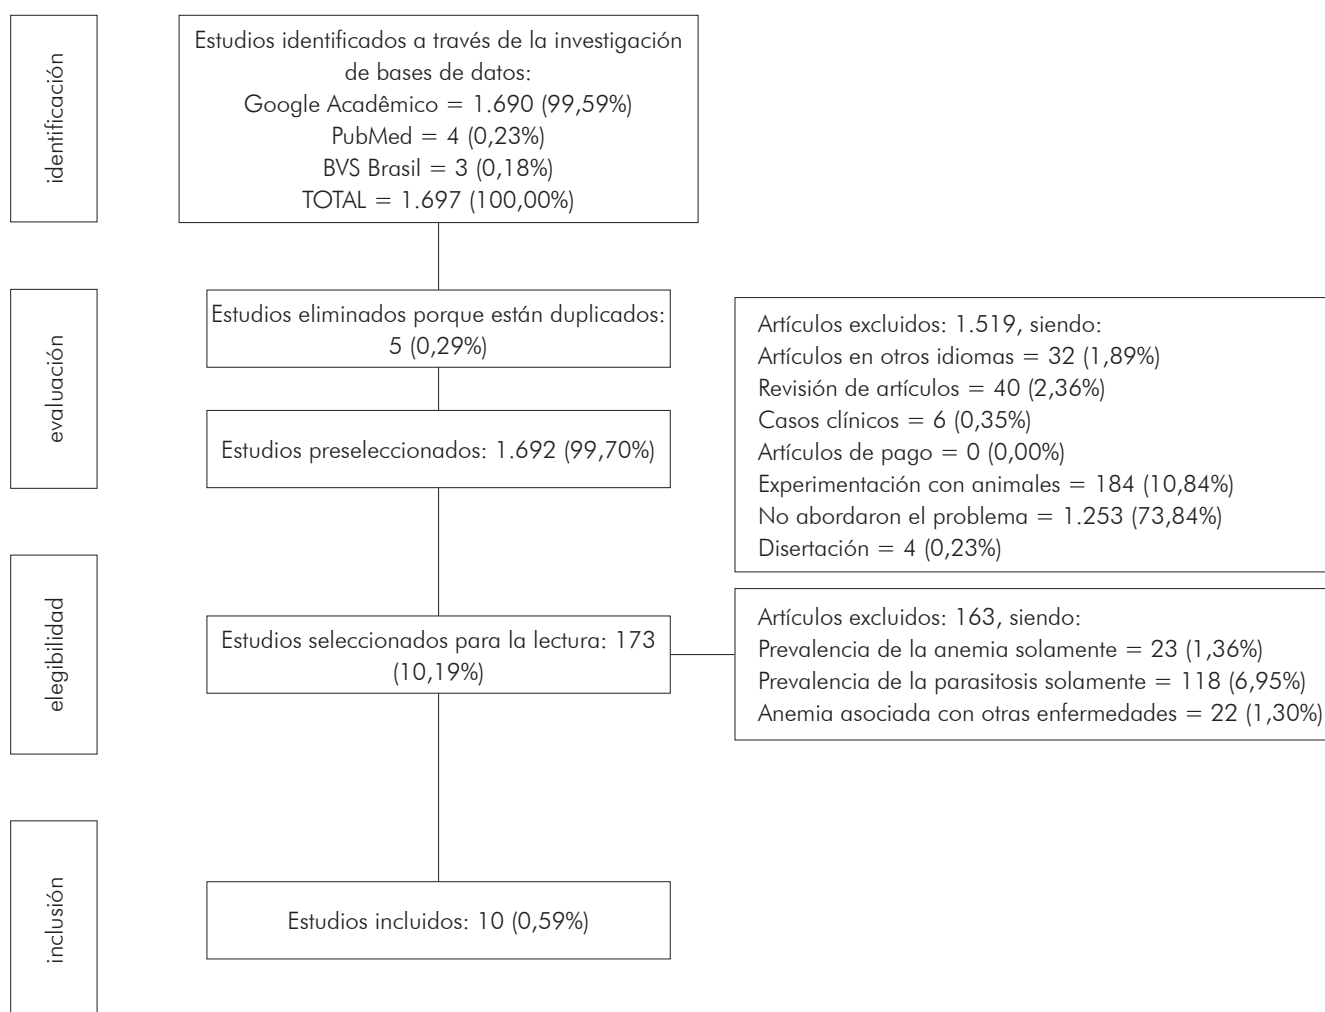 identificación
Estudios identificados a través de la investigación
de bases de datos:
Google Acadêmico = 1.690 (99,59%)
PubMed = 4 (0,23%)
BVS Brasil = 3 (0,18%)
TOTAL = 1.697 (100,00%)
evaluación
Estudios eliminados porque están duplicados:
5 (0,29%)
Estudios preseleccionados: 1.692 (99,70%)
Artículos excluidos: 1.519, siendo:
Artículos en otros idiomas = 32 (1,89%)
Revisión de artículos = 40 (2,36%)
Casos clínicos = 6 (0,35%)
Artículos de pago = 0 (0,00%)
Experimentación con animales = 184 (10,84%)
No abordaron el problema = 1.253 (73,84%)
Disertación = 4 (0,23%)
elegibilidad
Estudios seleccionados para la lectura: 173
(10,19%)
Artículos excluidos: 163, siendo:
Prevalencia de la anemia solamente = 23 (1,36%)
Prevalencia de la parasitosis solamente = 118 (6,95%)
Anemia asociada con otras enfermedades = 22 (1,30%)
inclusión
Estudios incluidos: 10 (0,59%)